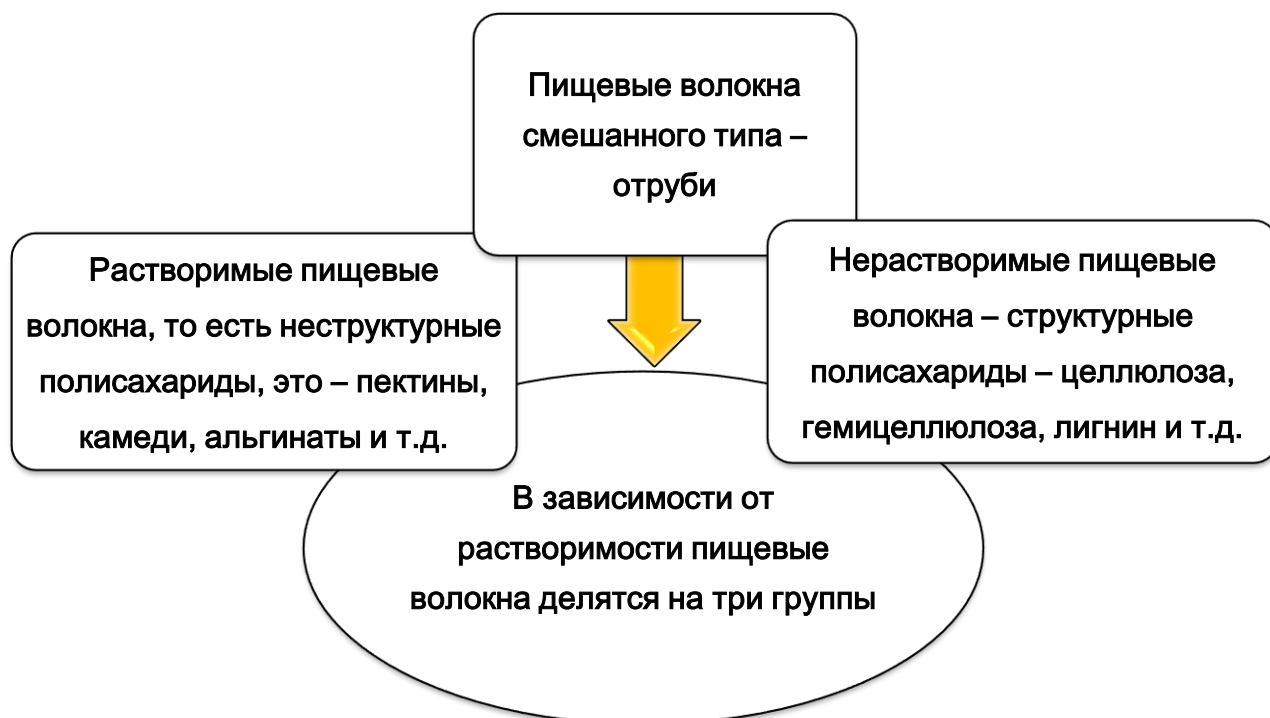 Пищевые волокна
смешанного типа –
отруби
Растворимые пищевые
волокна, то есть неструктурные
полисахариды, это – пектины,
камеди, альгинаты и т.д.
Нерастворимые пищевые
волокна – структурные
полисахариды – целлюлоза,
гемицеллюлоза, лигнин и т.д.
В зависимости от
растворимости пищевые
волокна делятся на три группы